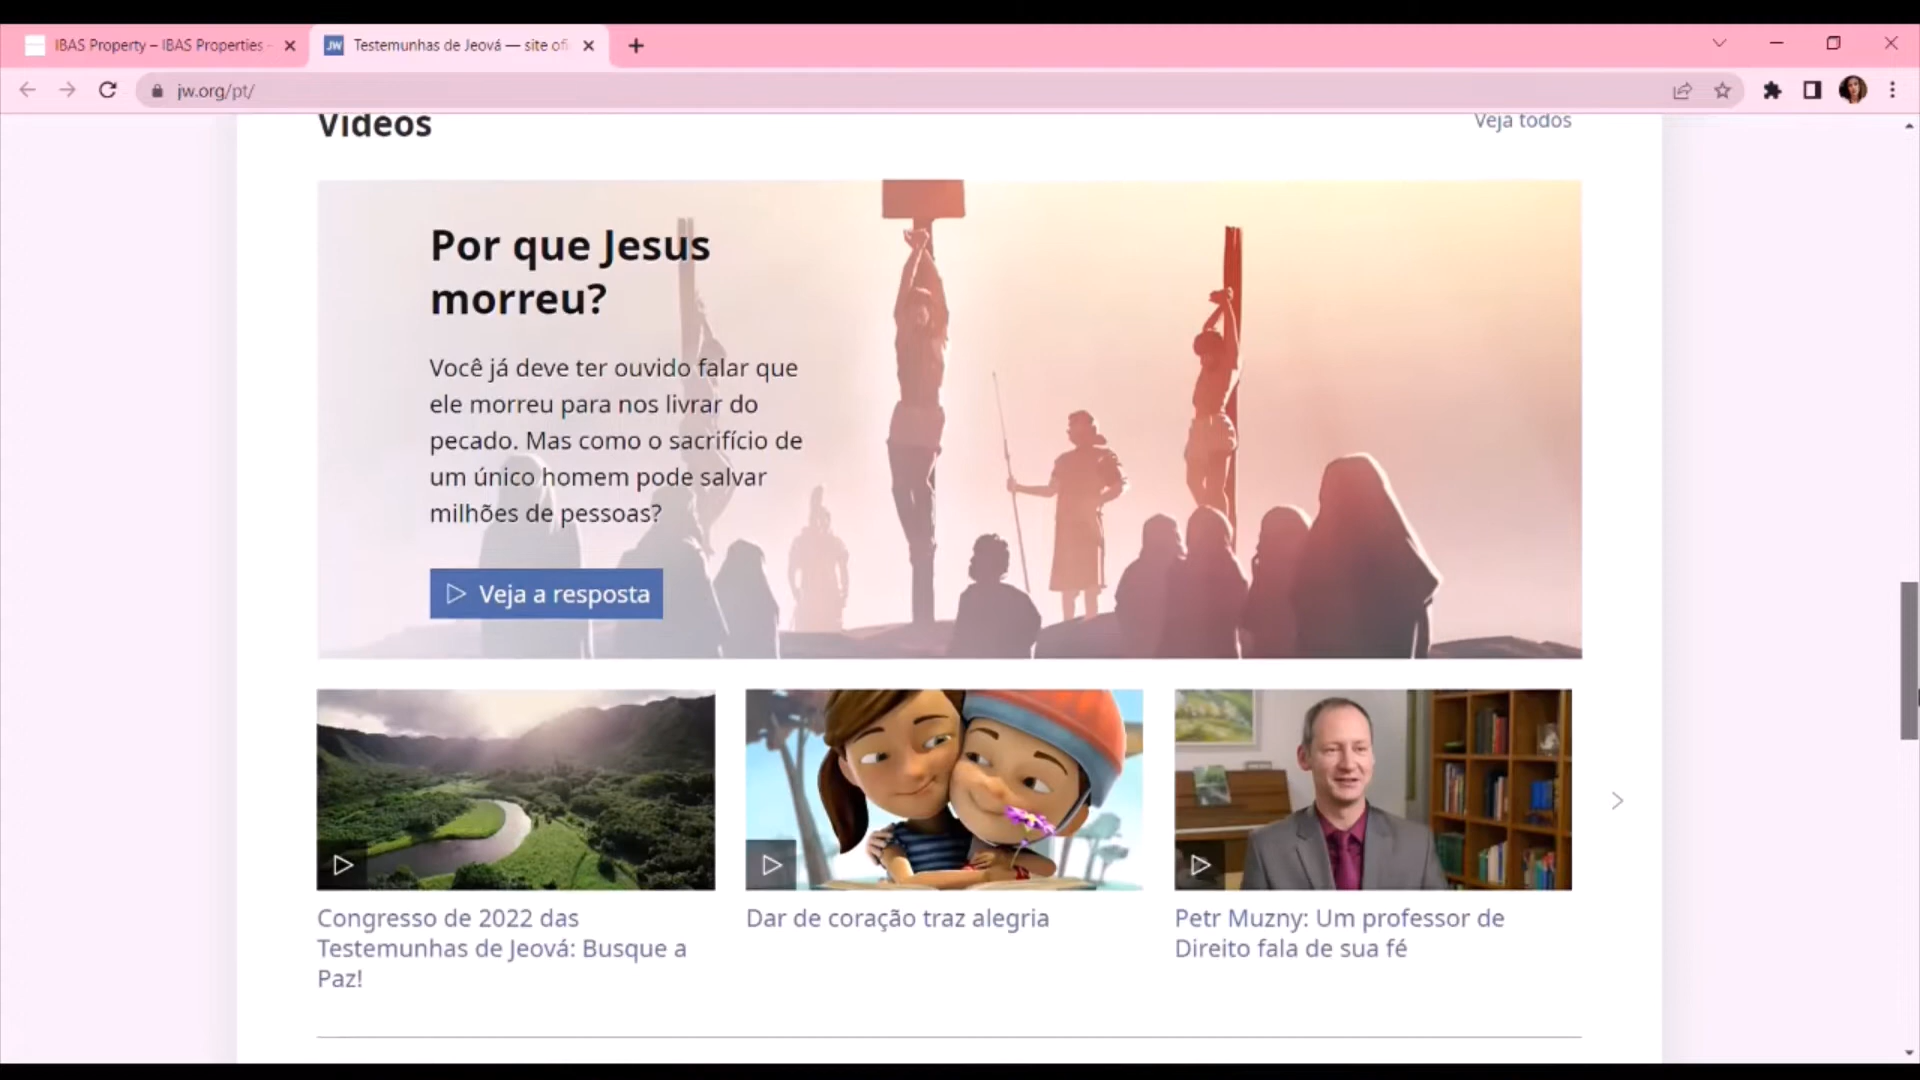 IBAS Property – IBAS Properties -
JW
Testemunhas de Jeová — site ofi
jw.org/pt/
Vídeos
Veja todos
Por que Jesus
morreu?
Você já deve ter ouvido falar que
ele morreu para nos livrar do
pecado. Mas como o sacrifício de
um único homem pode salvar
milhões de pessoas?
Veja a resposta
Congresso de 2022 das
Testemunhas de Jeová: Busque a
Paz!
Dar de coração traz alegria
Petr Muzny: Um professor de
Direito fala de sua fé